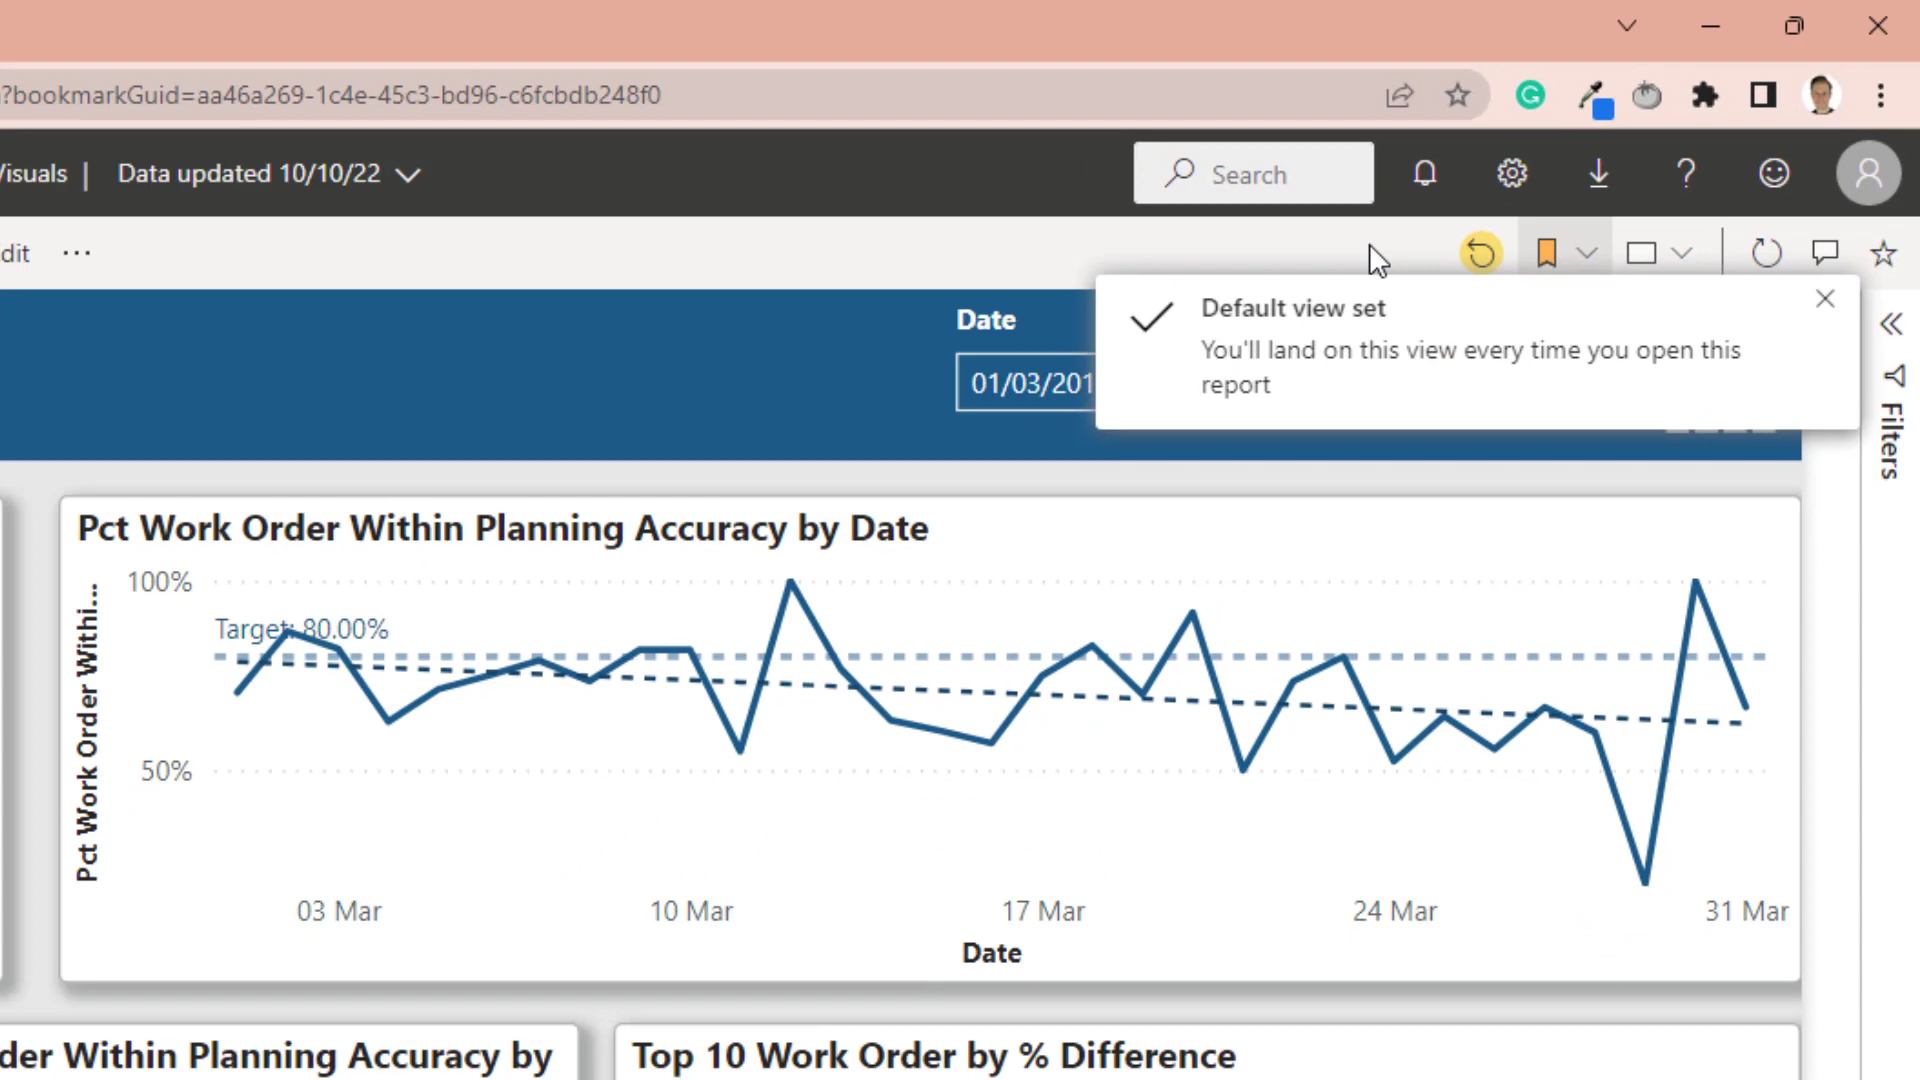 ?bookmarkGuid=aa46a269-1c4e-45c3-bd96-c6fcbdb248f0
Visuals | Data updated 10/10/22
Search
dit ...
Default view set
You'll land on this view every time you open this
report
Date
01/03/201
Filters
Pct Work Order Within Planning Accuracy by Date
Pct Work Order Withi...
100%
Target: 80.00%
50%
03 Mar 10 Mar 17 Mar 24 Mar 31 Mar
Date
der Within Planning Accuracy by
Top 10 Work Order by % Difference